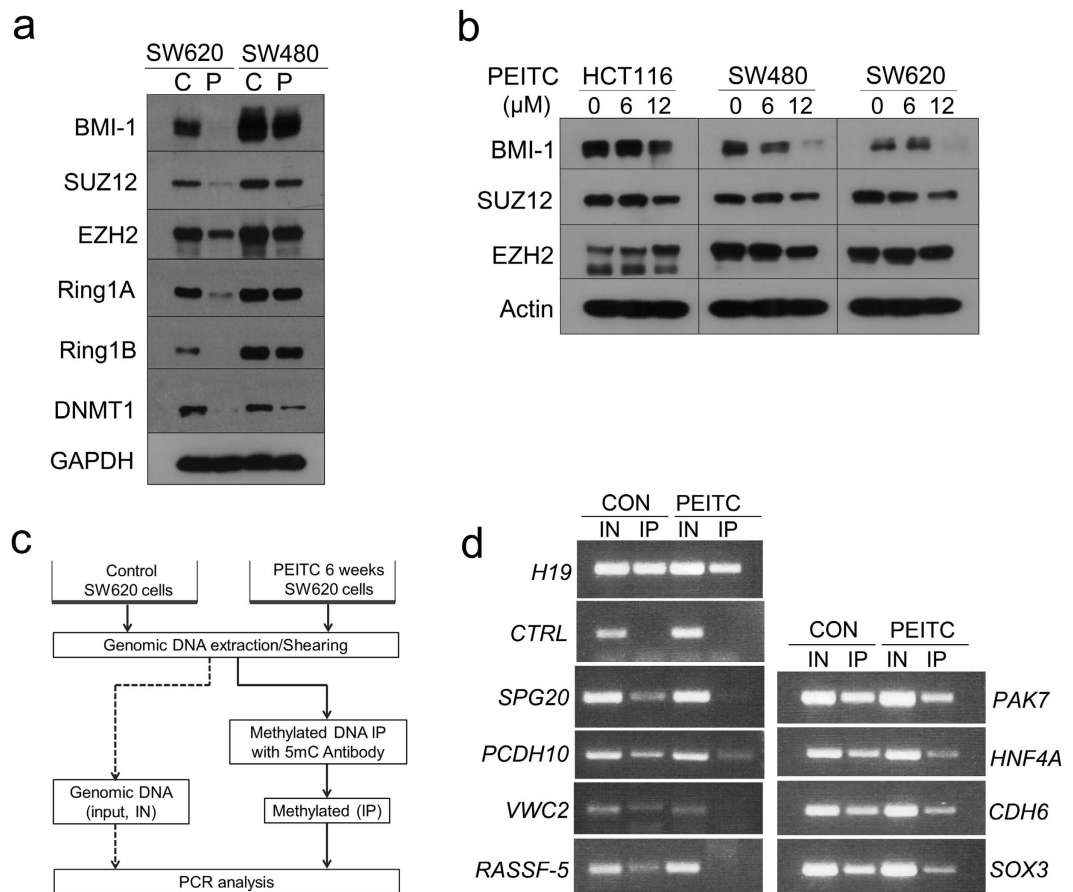 a
SW620 SW480
C P C P
BMI-1
SUZ12
EZH2
Ring1A
Ring1B
DNMT1
GAPDH
b
PEITC HCT116 SW480 SW620
(µM) 0 6 12 0 6 12 0 6 12
BMI-1
SUZ12
EZH2
Actin
c
Control
SW620 cells
PEITC 6 weeks
SW620 cells
Genomic DNA extraction/Shearing
Methylated DNA IP
with 5mC Antibody
Genomic DNA
(input, IN)
Methylated (IP)
PCR analysis
d
CON PEITC
IN IP IN IP
H19
CTRL
SPG20
PCDH10
VWC2
RASSF-5
CON PEITC
IN IP IN IP
PAK7
HNF4A
CDH6
SOX3